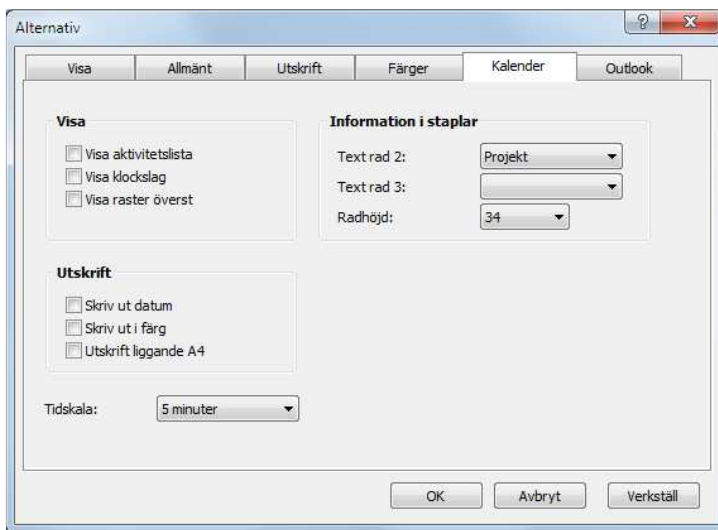 Alternativ
Visa
Allmänt
Utskrift
Färger
Kalender
Outlook
Visa
Visa aktivitetslista
Visa klockslag
Visa raster överst
Information i staplar
Text rad 2: Projekt
Text rad 3:
Radhöjd: 34
Utskrift
Skriv ut datum
Skriv ut i färg
Utskrift liggande A4
Tidskala: 5 minuter
OK
Avbryt
Verkställ